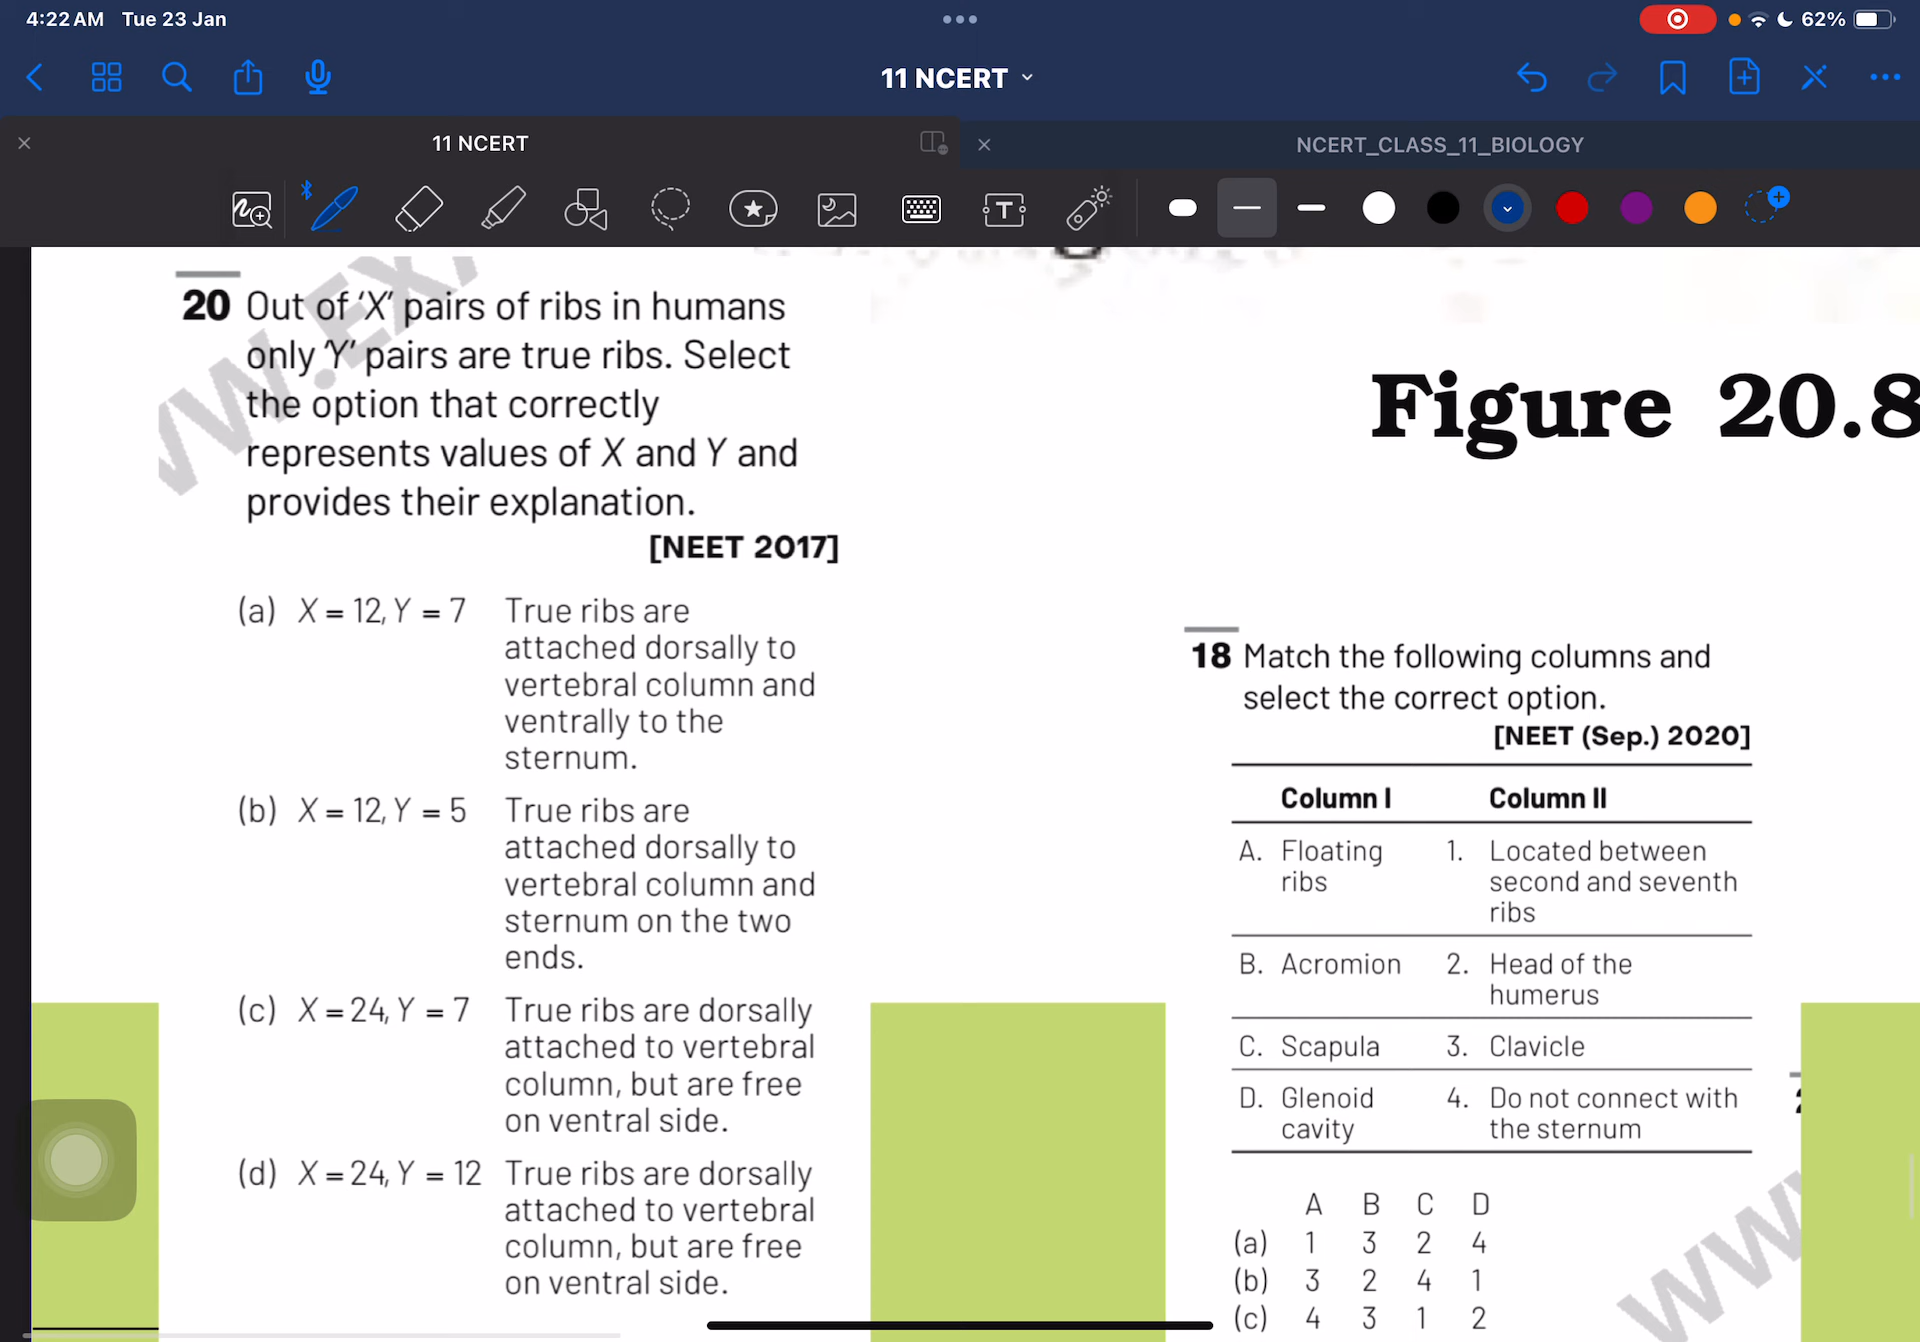 4:22 AM Tue 23 Jan
62%
11 NCERT
11 NCERT
NCERT_CLASS_11_BIOLOGY
T
20 Out of ‘X’ pairs of ribs in humans
only ‘Y’ pairs are true ribs. Select
the option that correctly
represents values of X and Y and
provides their explanation.
[NEET 2017]
(a) X = 12, Y = 7 True ribs are
attached dorsally to
vertebral column and
ventrally to the
sternum.
(b) X = 12, Y = 5 True ribs are
attached dorsally to
vertebral column and
sternum on the two
ends.
(c) X = 24, Y = 7 True ribs are dorsally
attached to vertebral
column, but are free
on ventral side.
(d) X = 24, Y = 12 True ribs are dorsally
attached to vertebral
column, but are free
on ventral side.
Figure 20.8
18 Match the following columns and
select the correct option.
[NEET (Sep.) 2020]
Column I Column II
A. Floating 1. Located between
ribs second and seventh
ribs
B. Acromion 2. Head of the
humerus
C. Scapula 3. Clavicle
D. Glenoid 4. Do not connect with
cavity the sternum
A B C D
(a) 1 3 2 4
(b) 3 2 4 1
(c) 4 3 1 2